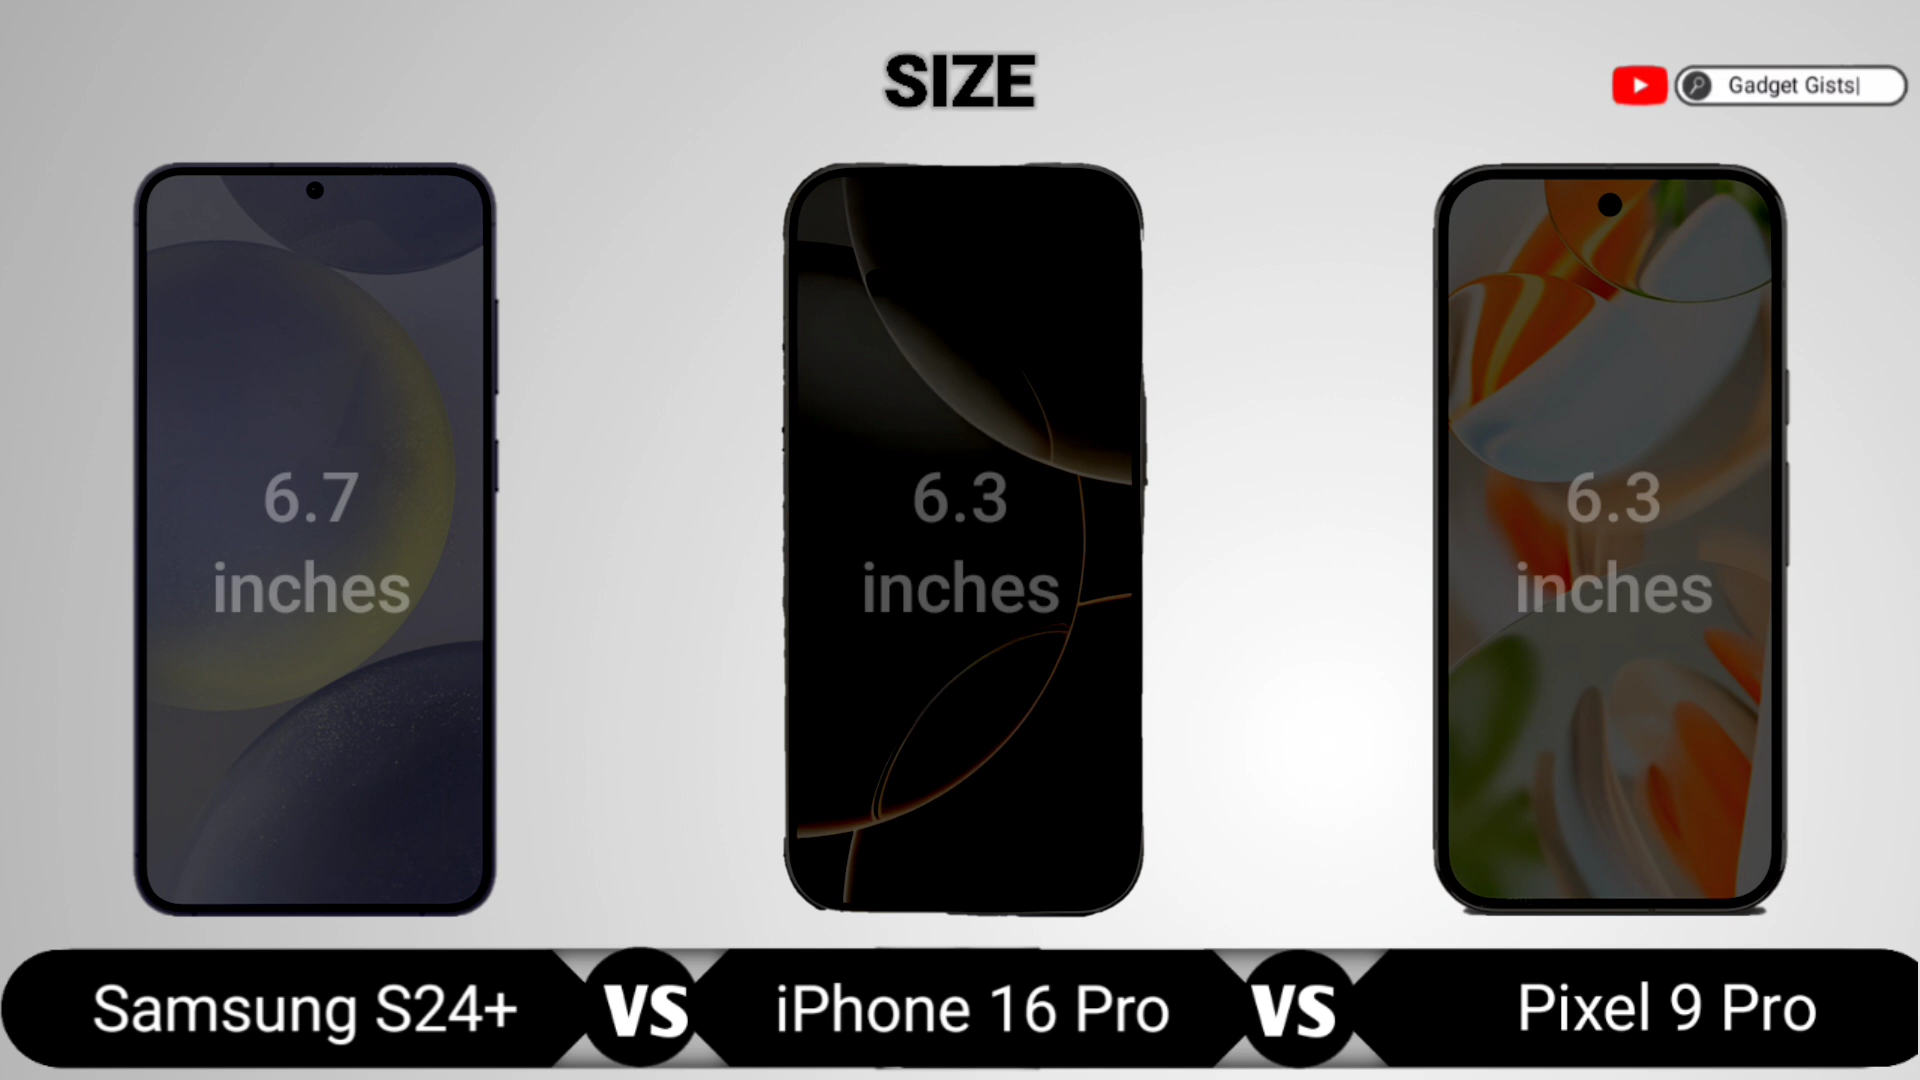 SIZE
Gadget Gists|
6.7
inches
6.3
inches
6.3
inches
Samsung S24+
VS
iPhone 16 Pro
VS
Pixel 9 Pro